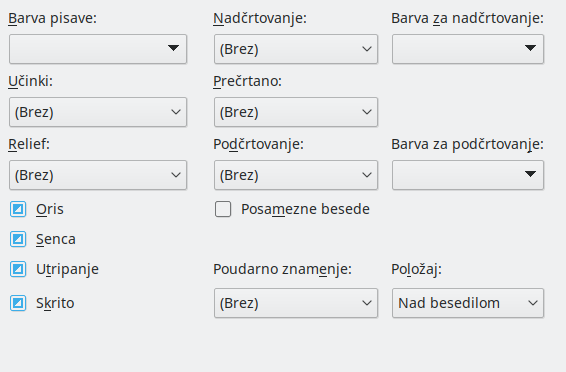 Barva pisave: Nadčrtovanje: Barva za nadčrtovanje:
(Brez)
Učinki: Prečrtano:
(Brez) (Brez)
Relief: Podčrtovanje: Barva za podčrtovanje:
(Brez) (Brez)
Oris Posamezne besede
Senca
Utripanje Poudarno znamenje: Položaj:
Skrito (Brez) Nad besedilom